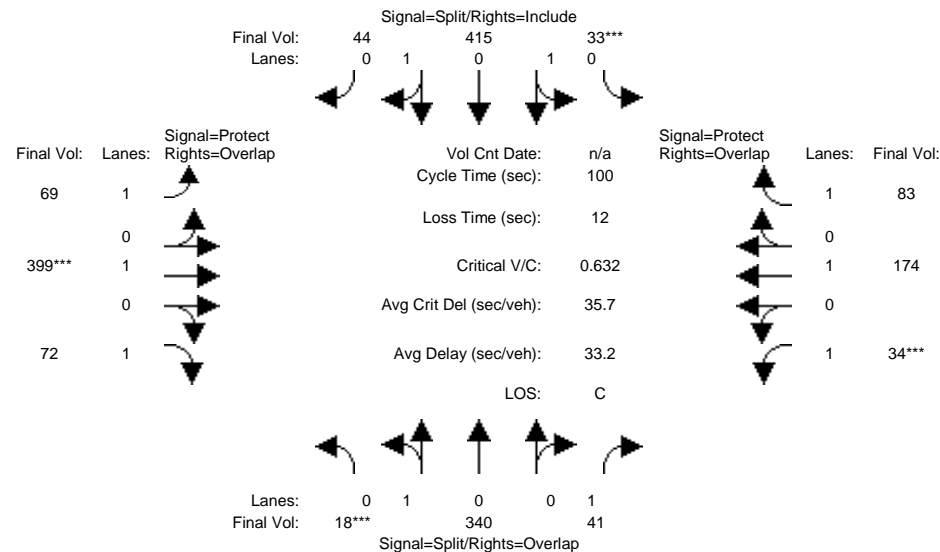 Signal=Split/Rights=Include
Final Vol: 44 415 33***
Lanes: 0 1 0 1 0
Signal=Protect
Final Vol: Lanes: Rights=Overlap
Vol Cnt Date: n/a
Signal=Protect
Rights=Overlap Lanes: Final Vol:
Cycle Time (sec): 100
69 1
1 83
Loss Time (sec): 12
0
0
399*** 1
Critical V/C: 0.632
1 174
0
Avg Crit Del (sec/veh): 35.7
0
72 1
Avg Delay (sec/veh): 33.2
1 34***
LOS: C
Lanes: 0 1 0 0 1
Final Vol: 18*** 340 41
Signal=Split/Rights=Overlap